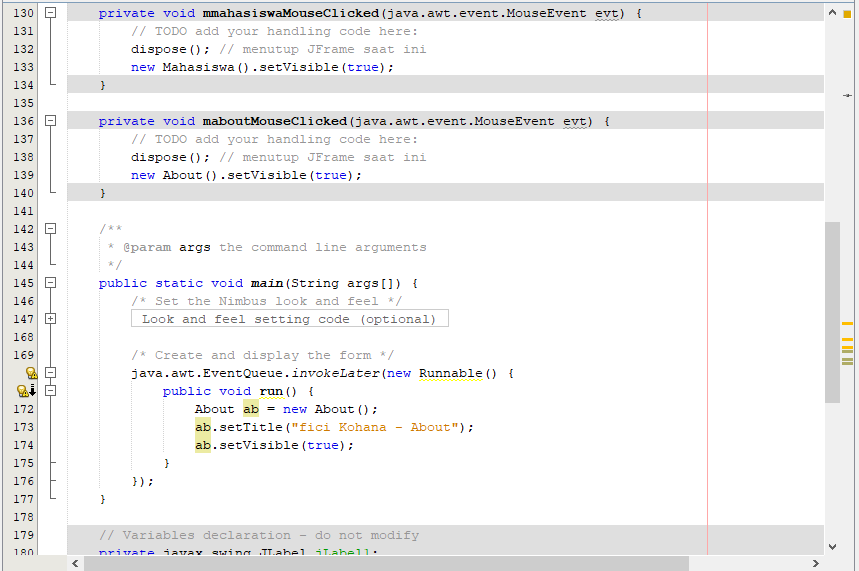 130 private void mmahasiswaMouseClicked(java.awt.event.MouseEvent evt) {
131 // TODO add your handling code here:
132 dispose(); // menutup JFrame saat ini
133 new Mahasiswa().setVisible(true);
134 }
135
136 private void maboutMouseClicked(java.awt.event.MouseEvent evt) {
137 // TODO add your handling code here:
138 dispose(); // menutup JFrame saat ini
139 new About().setVisible(true);
140 }
141
142 /**
143 * @param args the command line arguments
144 */
145 public static void main(String args[]) {
146 /* Set the Nimbus look and feel */
147 Look and feel setting code (optional)
168
169 /* Create and display the form */
java.awt.EventQueue.invokeLater(new Runnable() {
public void run() {
172 About ab = new About();
173 ab.setTitle("fici Kohana - About");
174 ab.setVisible(true);
175 }
176 });
177 }
178
179 // Variables declaration - do not modify
180 private javax.swing.JLabel jLabel1;